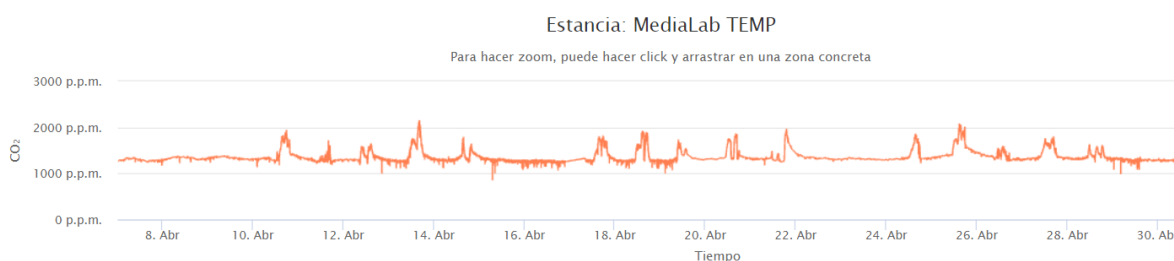 Estancia: MediaLab TEMP
Para hacer zoom, puede hacer click y arrastrar en una zona concreta
3000 p.p.m.
2000 p.p.m.
1000 p.p.m.
0 p.p.m.
CO₂
8. Abr 10. Abr 12. Abr 14. Abr 16. Abr 18. Abr 20. Abr 22. Abr 24. Abr 26. Abr 28. Abr 30. Ab
Tiempo